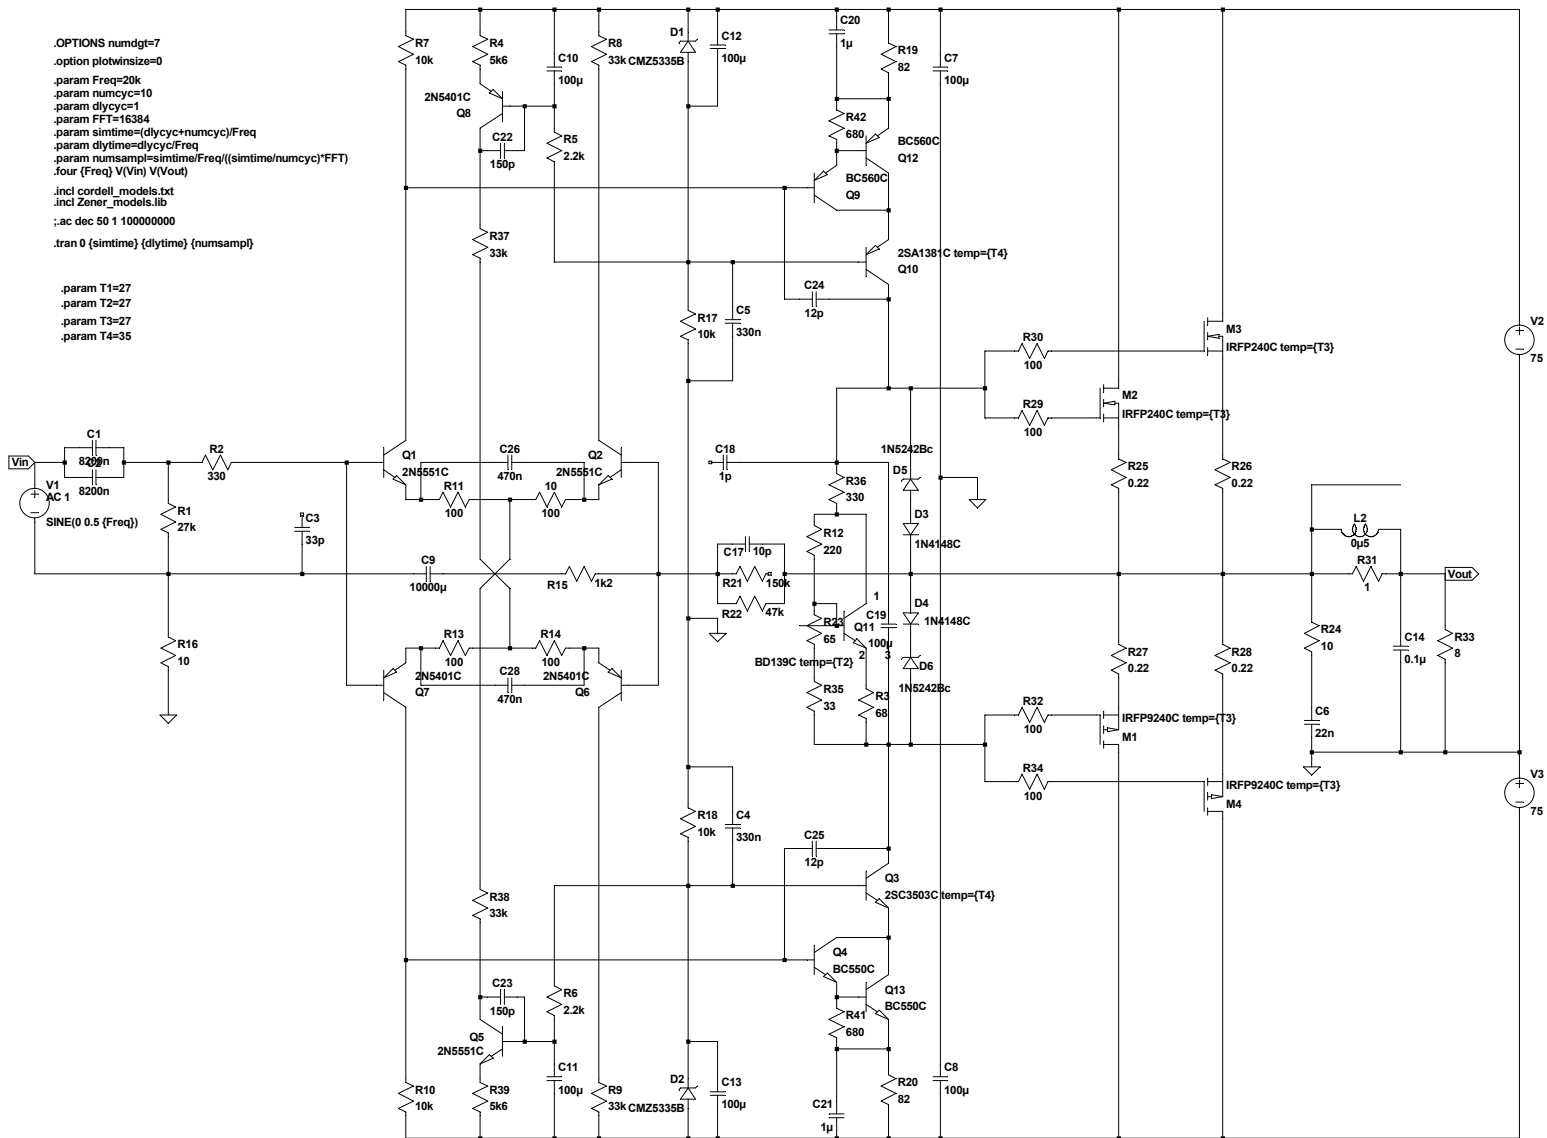 .OPTIONS numdgt=7
.option plotwinsize=0
.param Freq=20k
.param numcyc=10
.param dlycyc=1
.param FFT=16384
.param simtime=(dlycyc+numcyc)/Freq
.param dlytime=dlycyc/Freq
.param numsampl=simtime/Freq/((simtime/numcyc)*FFT)
.four {Freq} V(Vin) V(Vout)
.incl cordell_models.txt
.incl Zener_models.lib
;.ac dec 50 1 100000000
.tran 0 {simtime} {dlytime} {numsampl}
.param T1=27
.param T2=27
.param T3=27
.param T4=35
R7
10k
R4
5k6
C10
100µ
R8
33k
D1
CMZ5335B
C12
100µ
C20
1µ
R19
82
C7
100µ
2N5401C
Q8
C22
150p
R5
2.2k
R42
680
BC560C
Q12
BC560C
Q9
R37
33k
2SA1381C temp={T4}
Q10
C24
12p
R17
10k
C5
330n
R30
100
M3
IRFP240C temp={T3}
V2
75
R29
100
M2
IRFP240C temp={T3}
Vin
C1
8200n
C2
8200n
R2
330
V1
AC 1
SINE(0 0.5 {Freq})
R1
27k
C3
33p
Q1
2N5551C
C26
470n
Q2
2N5551C
R11
100
10
100
C18
1p
1N5242Bc
D5
R36
330
D3
1N4148C
R25
0.22
R26
0.22
R12
220
L2
0µ5
R31
1
Vout
C9
10000µ
R15
1k2
C17
10p
R21
150k
R22
47k
1
R23
65
Q11
C19
100µ
2
3
BD139C temp={T2}
D4
1N4148C
D6
1N5242Bc
R24
10
C14
0.1µ
R33
8
R16
10
R13
100
R14
100
2N5401C
Q7
C28
470n
2N5401C
Q6
R35
33
R3
68
R27
0.22
R28
0.22
R32
100
IRFP9240C temp={T3}
M1
C6
22n
R34
100
IRFP9240C temp={T3}
M4
V3
75
R18
10k
C4
330n
C25
12p
Q3
2SC3503C temp={T4}
R38
33k
Q4
BC550C
Q13
BC550C
C23
150p
R6
2.2k
R41
680
Q5
2N5551C
R10
10k
R39
5k6
C11
100µ
R9
33k
D2
CMZ5335B
C13
100µ
C21
1µ
R20
82
C8
100µ